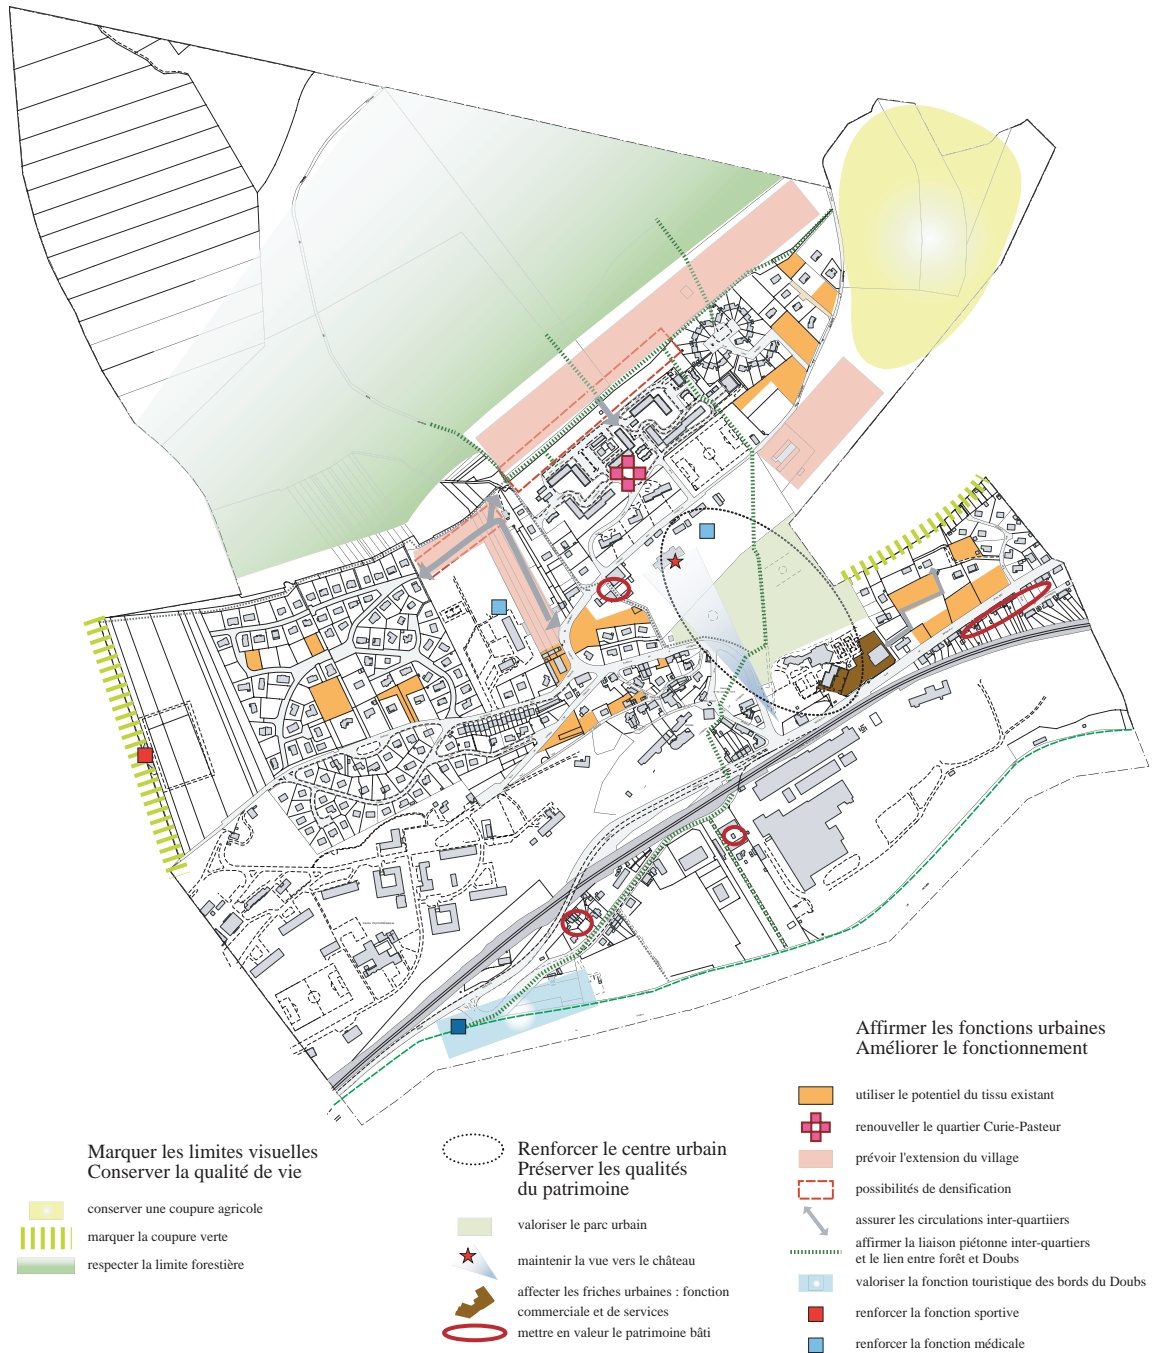 Affirmer les fonctions urbaines
Améliorer le fonctionnement
utiliser le potentiel du tissu existant
renouveller le quartier Curie-Pasteur
prévoir l'extension du village
possibilités de densification
assurer les circulations inter-quartiiers
affirmer la liaison piétonne inter-quartiers
et le lien entre forêt et Doubs
valoriser la fonction touristique des bords du Doubs
renforcer la fonction sportive
renforcer la fonction médicale
Marquer les limites visuelles
Conserver la qualité de vie
conserver une coupure agricole
marquer la coupure verte
respecter la limite forestière
Renforcer le centre urbain
Préserver les qualités
du patrimoine
valoriser le parc urbain
maintenir la vue vers le château
affecter les friches urbaines : fonction
commerciale et de services
mettre en valeur le patrimoine bâti